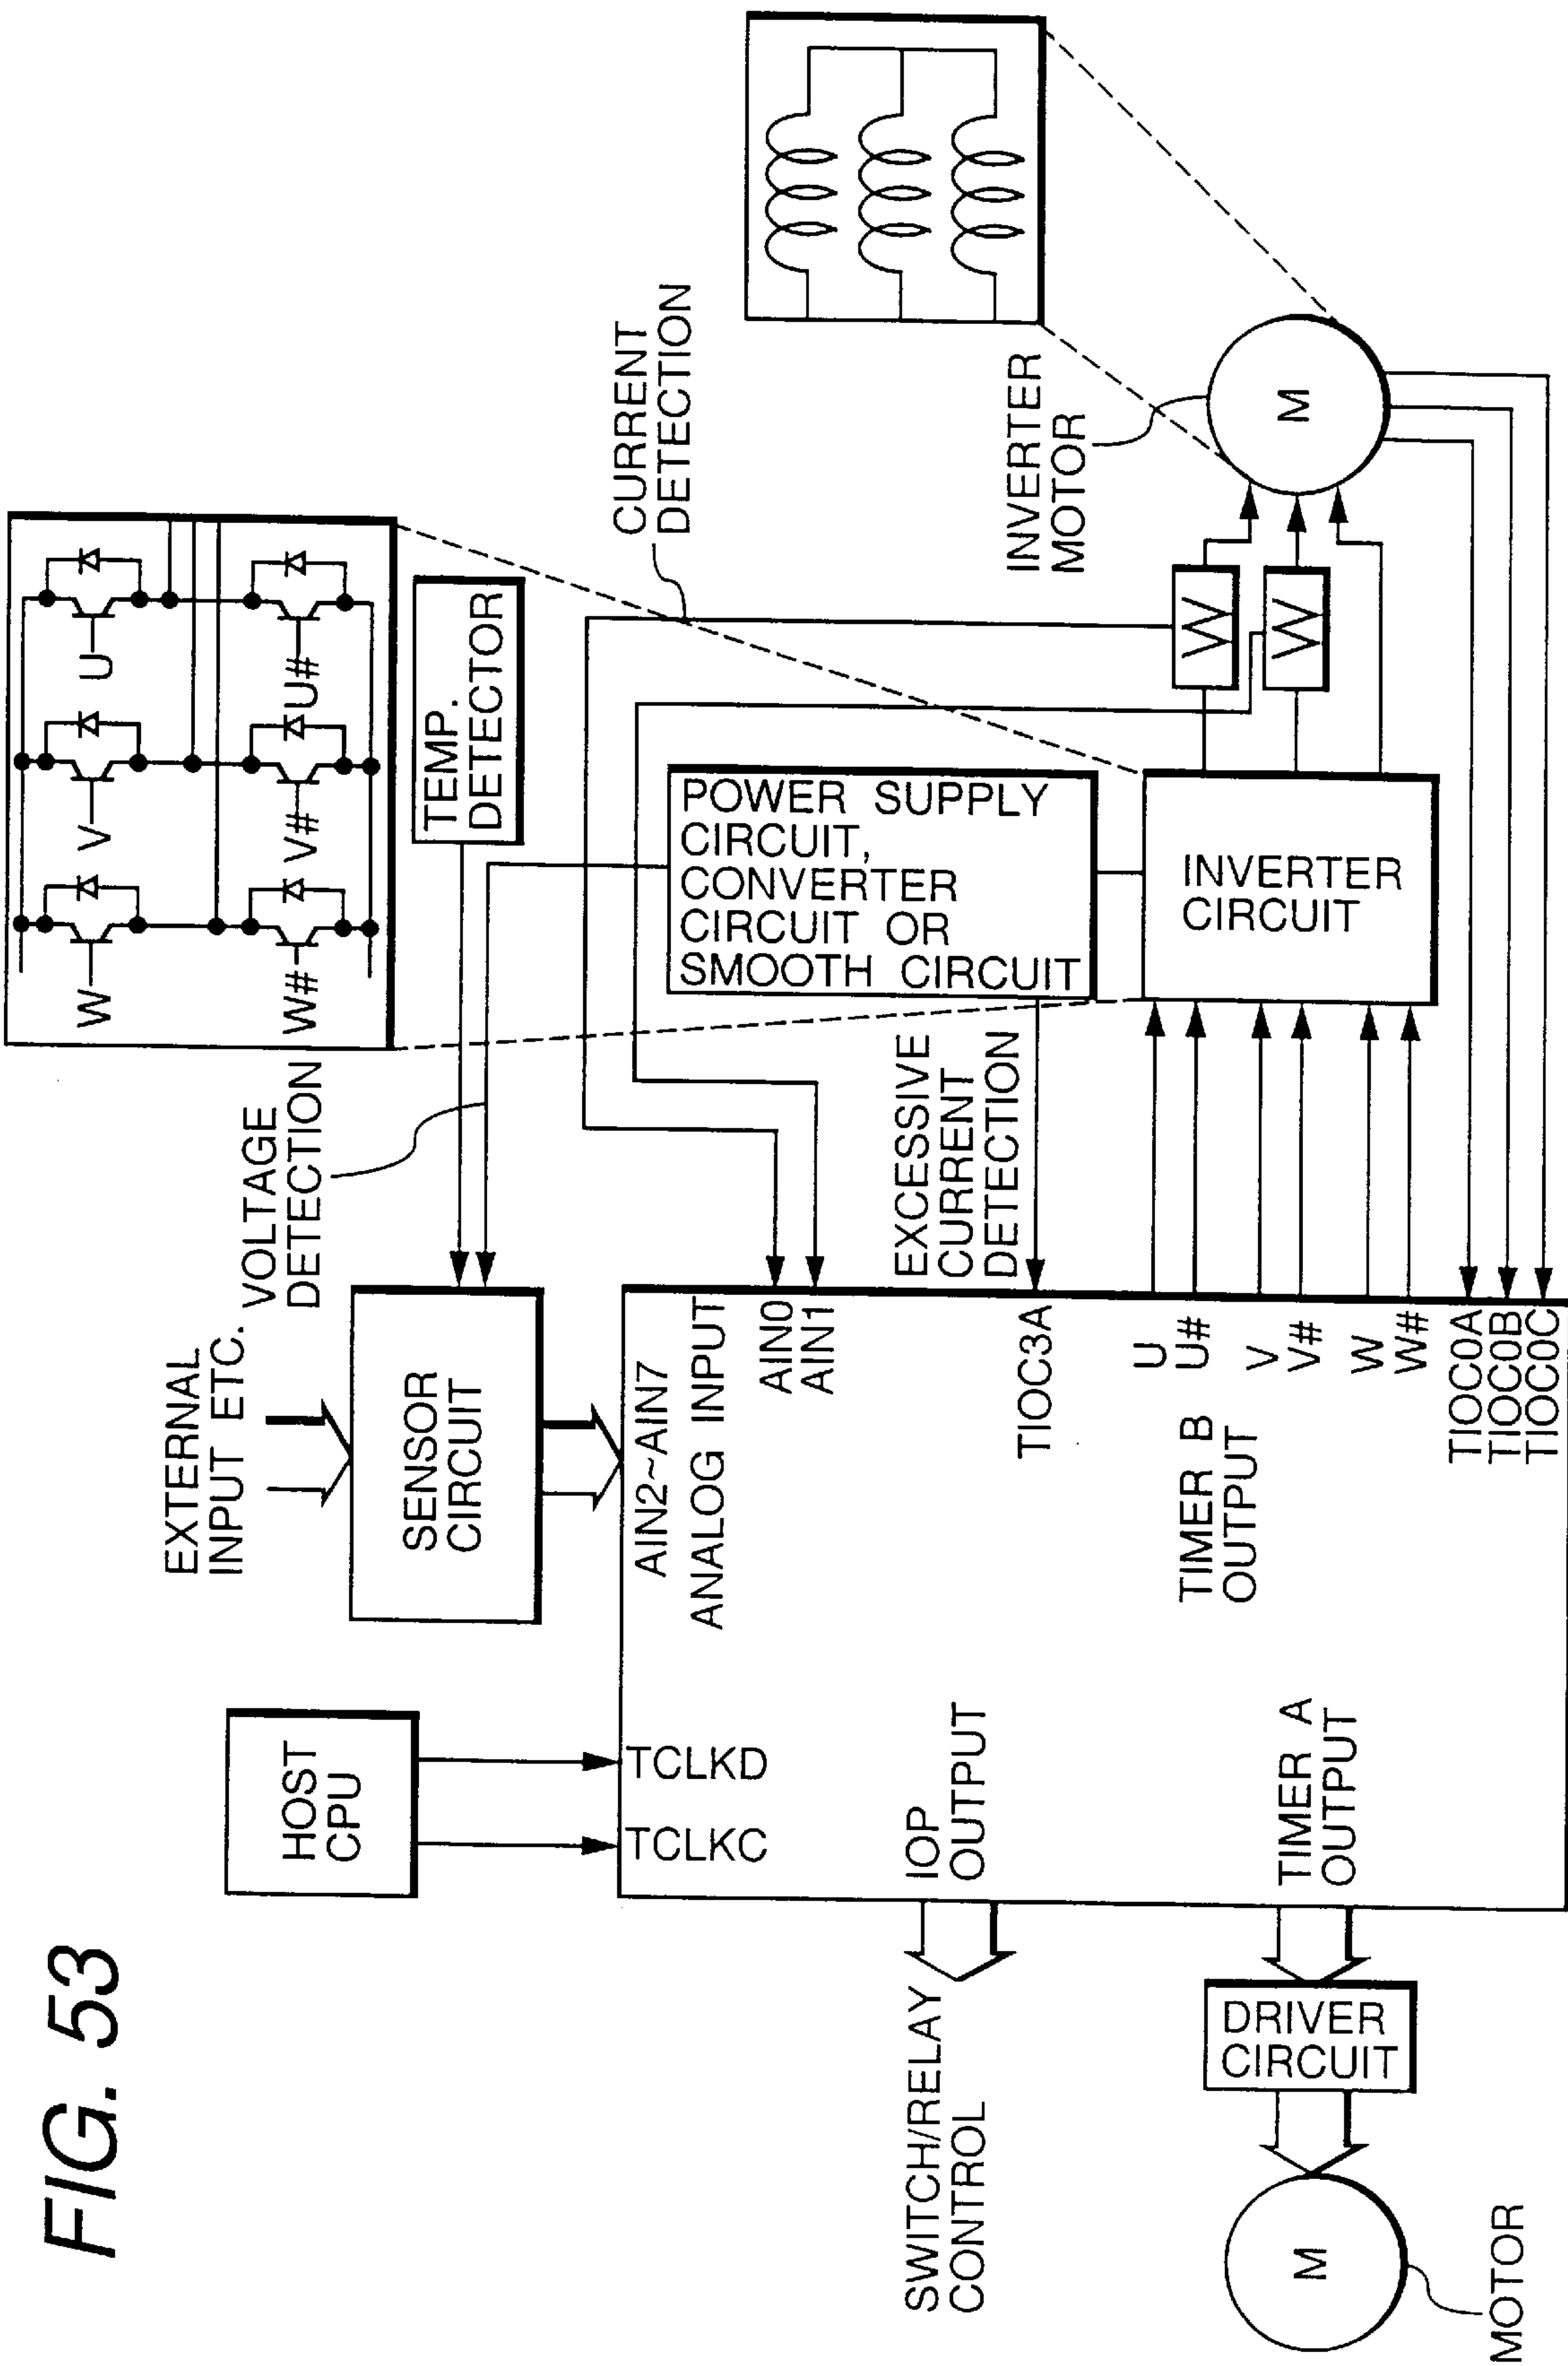 FIG. 53
HOST
CPU
EXTERNAL
INPUT ETC.
VOLTAGE
DETECTION
SENSOR
CIRCUIT
W
V
U
W#
V#
U#
TEMP.
DETECTOR
CURRENT
DETECTION
TCLKC
TCLKD
AIN2~AIN7
ANALOG INPUT
AIN0
AIN1
EXCESSIVE
CURRENT
DETECTION
POWER SUPPLY
CIRCUIT,
CONVERTER
CIRCUIT OR
SMOOTH CIRCUIT
SWITCH/RELAY
CONTROL
IOP
OUTPUT
TIOC3A
INVERTER
MOTOR
U
U#
V
V#
W
W#
TIMER B
OUTPUT
INVERTER
CIRCUIT
M
DRIVER
CIRCUIT
TIMER A
OUTPUT
M
MOTOR
TIOC0A
TIOC0B
TIOC0C